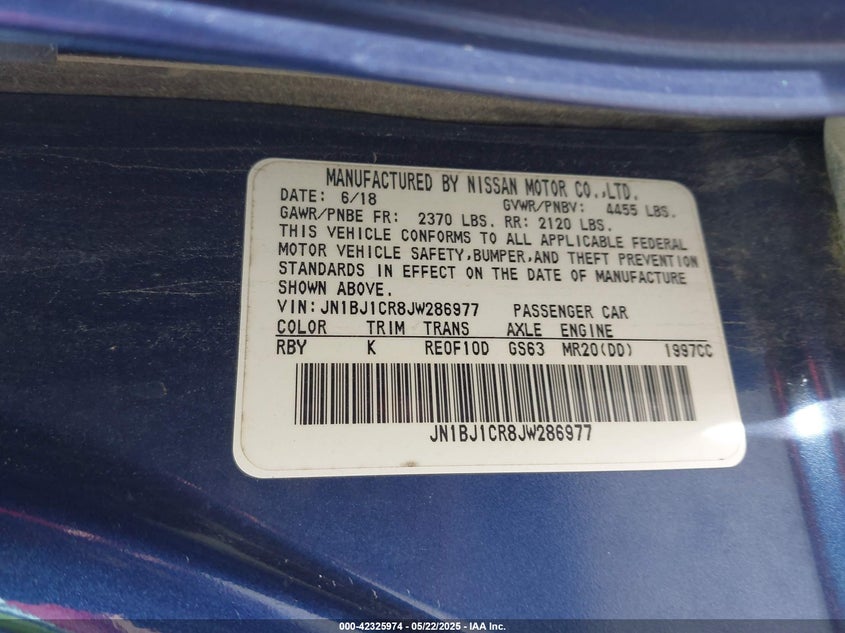 MANUFACTURED BY NISSAN MOTOR CO.,LTD.
DATE: 6/18 GVWR/PNBV: 4455 LBS.
GAWR/PNBE FR: 2370 LBS. RR: 2120 LBS.
THIS VEHICLE CONFORMS TO ALL APPLICABLE FEDERAL
MOTOR VEHICLE SAFETY,BUMPER,AND THEFT PREVENTION
STANDARDS IN EFFECT ON THE DATE OF MANUFACTURE
SHOWN ABOVE.
VIN:JN1BJ1CR8JW286977 PASSENGER CAR
COLOR TRIM TRANS AXLE ENGINE
RBY K RE0F10D GS63 MR20(DD) 1997CC
JN1BJ1CR8JW286977
000-42325974 - 05/22/2025 - IAA Inc.